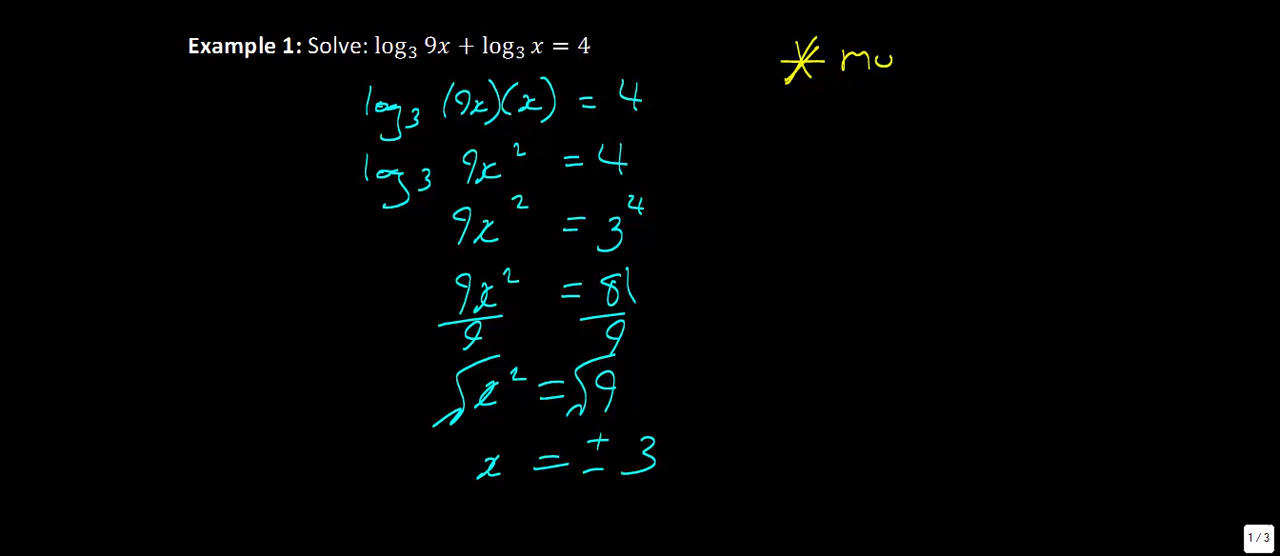 Example 1: Solve: log₃ 9x + log₃ x = 4
* mu
log₃ (9x)(x) = 4
log₃ 9x² = 4
9x² = 3⁴
9x²/9 = 81/9
√x² = √9
x = ± 3
1 / 3